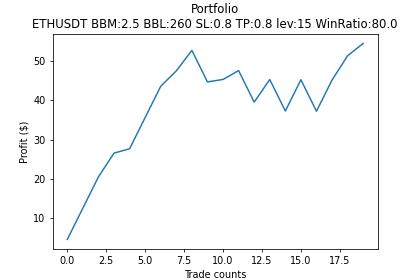 Portfolio
ETHUSDT BBM:2.5 BBL:260 SL:0.8 TP:0.8 lev:15 WinRatio:80.0
50
40
30
20
10
Profit ($)
0.0 2.5 5.0 7.5 10.0 12.5 15.0 17.5
Trade counts